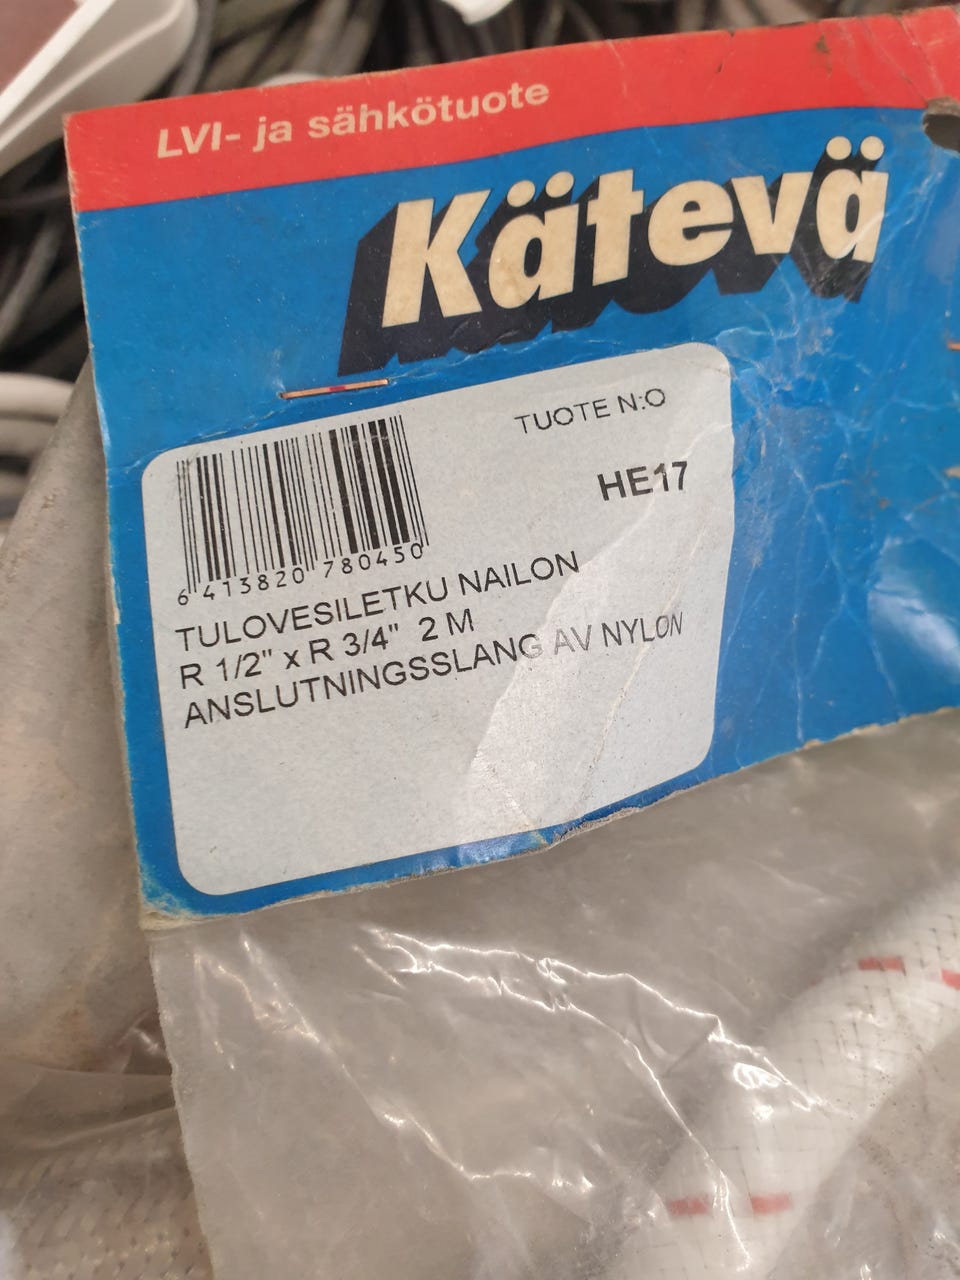 LVI- ja sähkötuote
Kätevä
TUOTE N:O
HE17
6 413820 780450
TULOVESILETKU NAILON
R 1/2" x R 3/4" 2 M
ANSLUTNINGSSLANG AV NYLON